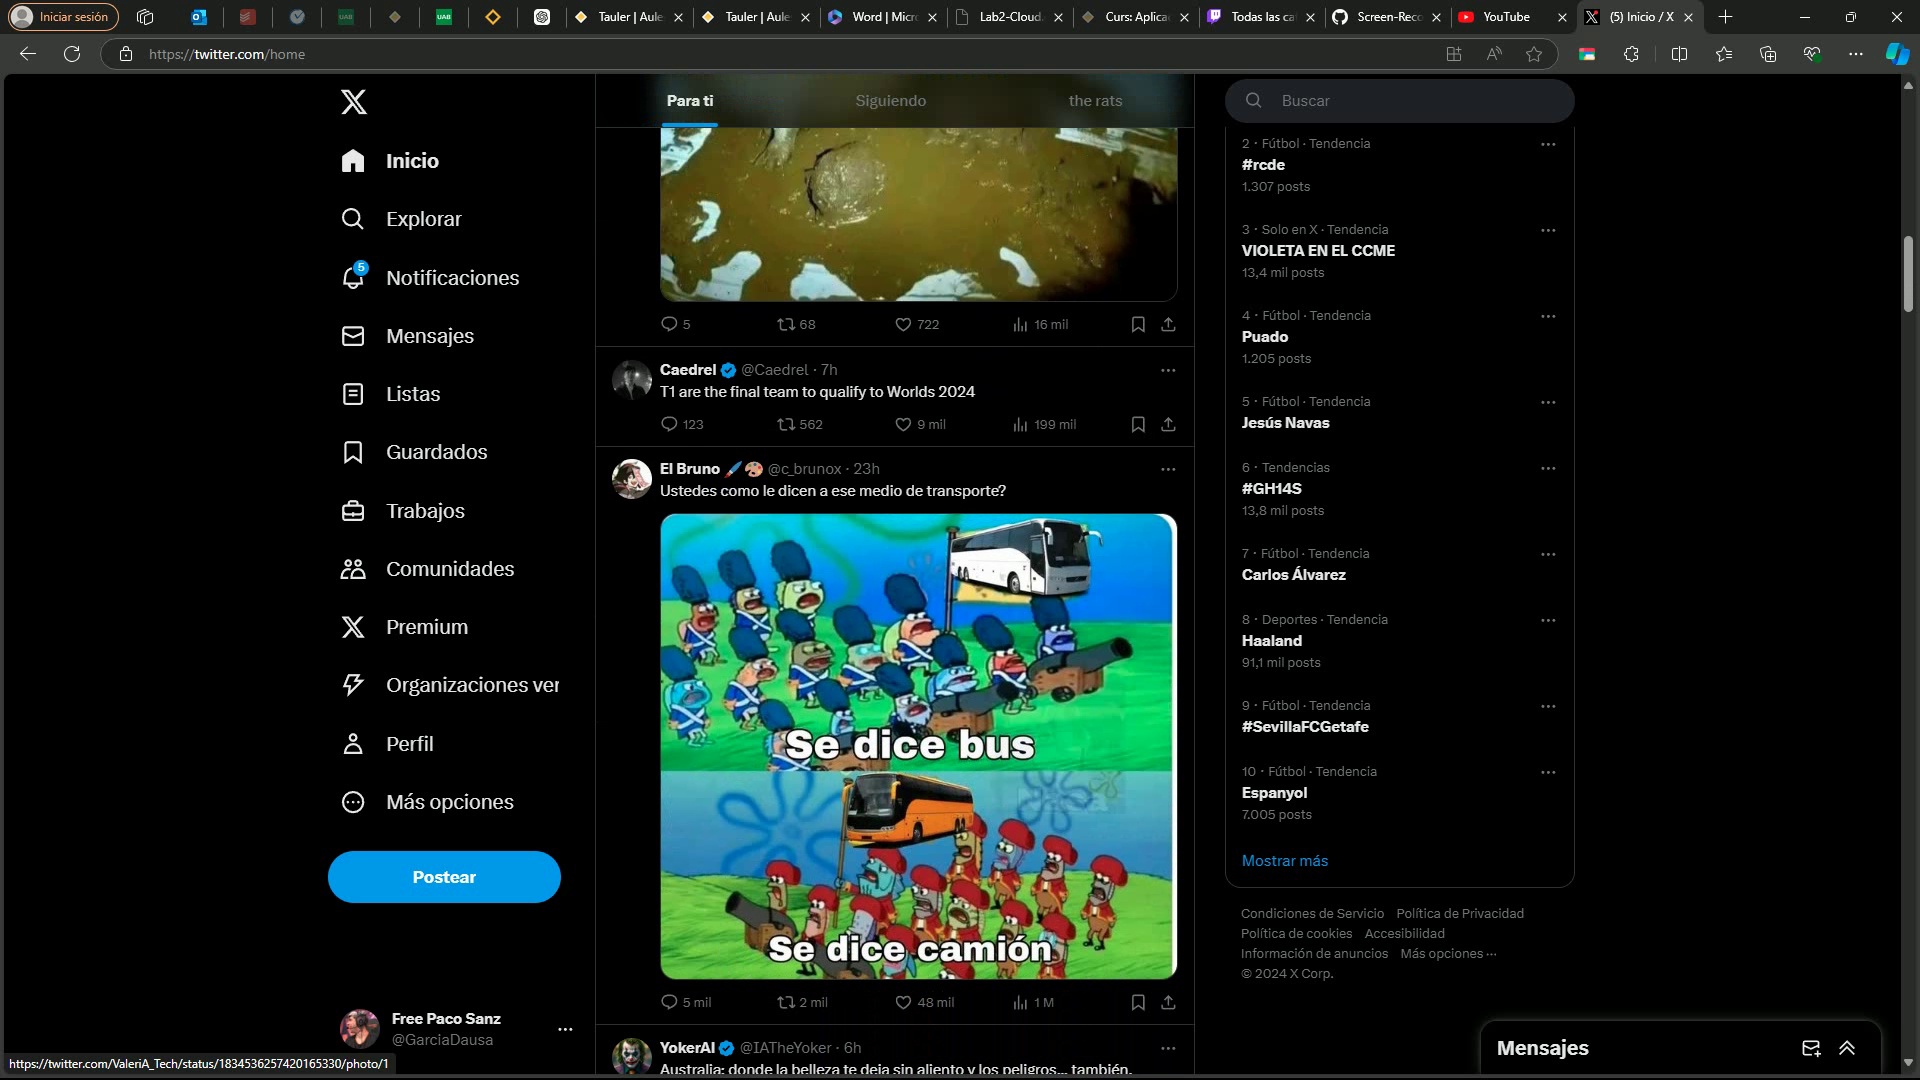 Iniciar sesión
Tauler | Aule
Tauler | Aule
Word | Micr
Lab2-Cloud
Curs: Aplica
Todas las ca
Screen-Reco
YouTube
(5) Inicio / X
https://twitter.com/home
Inicio
Explorar
5
Notificaciones
Mensajes
Listas
Guardados
Trabajos
Comunidades
Premium
Organizaciones ver
Perfil
Más opciones
Postear
Free Paco Sanz
@GarciaDausa
https://twitter.com/ValeriA_Tech/status/1834536257420165330/photo/1
Para ti
Siguiendo
the rats
5 68 722 16 mil
Caedrel @Caedrel · 7h
T1 are the final team to qualify to Worlds 2024
123 562 9 mil 199 mil
El Bruno @c_brunox · 23h
Ustedes como le dicen a ese medio de transporte?
Se dice bus
Se dice camión
5 mil 2 mil 48 mil 1 M
YokerAI @IATheYoker · 6h
Australia: donde la belleza te deja sin aliento y los peligros... también.
Buscar
2 · Fútbol · Tendencia
#rcde
1.307 posts
3 · Solo en X · Tendencia
VIOLETA EN EL CCME
13,4 mil posts
4 · Fútbol · Tendencia
Puado
1.205 posts
5 · Fútbol · Tendencia
Jesús Navas
6 · Tendencias
#GH14S
13,8 mil posts
7 · Fútbol · Tendencia
Carlos Álvarez
8 · Deportes · Tendencia
Haaland
91,1 mil posts
9 · Fútbol · Tendencia
#SevillaFCGetafe
10 · Fútbol · Tendencia
Espanyol
7.005 posts
Mostrar más
Condiciones de Servicio Política de Privacidad
Política de cookies Accesibilidad
Información de anuncios Más opciones ···
© 2024 X Corp.
Mensajes